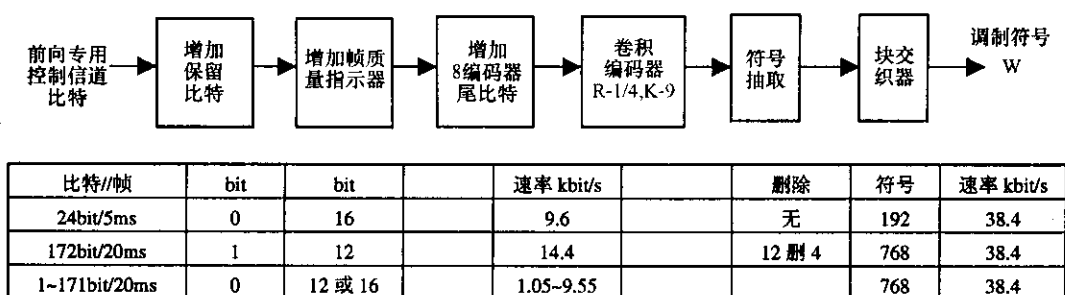 前向专用
控制信道
比特
增加
保留
比特
增加帧质
量指示器
增加
8编码器
尾比特
卷积
编码器
R-1/4,K-9
符号
抽取
块交
织器
调制符号
W
比特//帧 bit bit 速率 kbit/s 删除 符号 速率 kbit/s
24bit/5ms 0 16 9.6 无 192 38.4
172bit/20ms 1 12 14.4 12 删 4 768 38.4
1~171bit/20ms 0 12 或 16 1.05~9.55 768 38.4